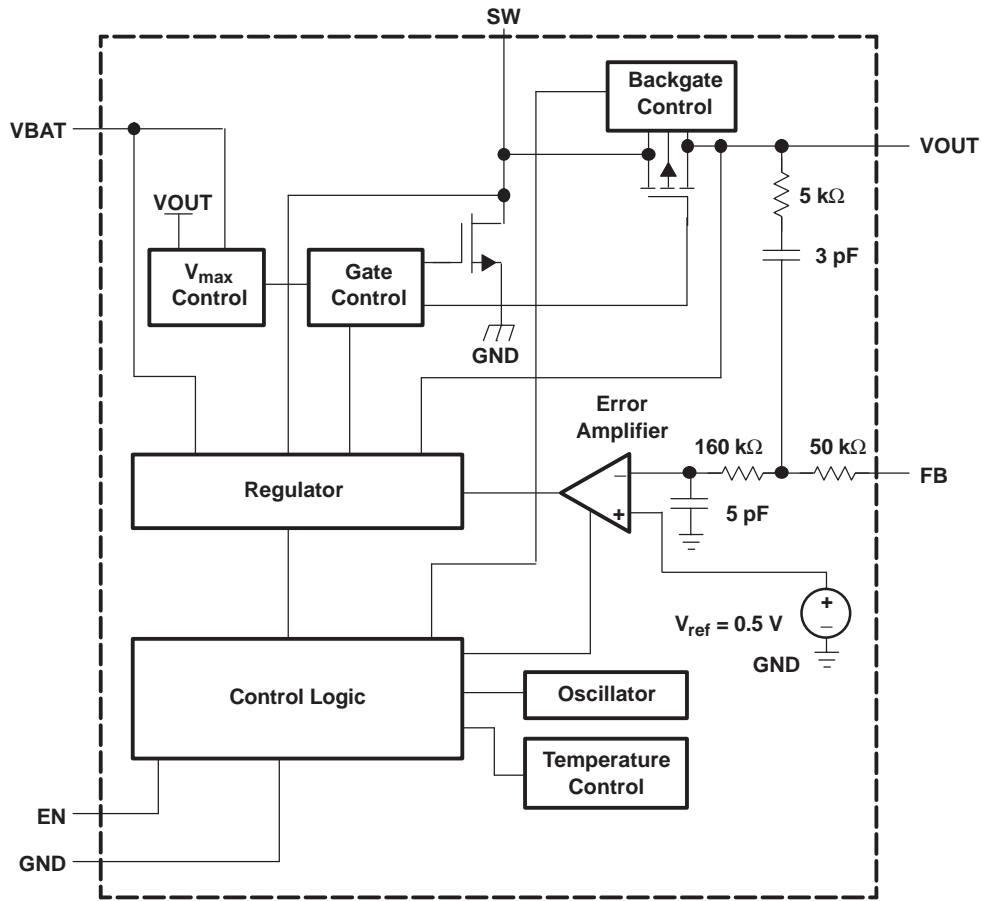 SW
Backgate
Control
VBAT
VOUT
VOUT
5 kΩ
3 pF
Vmax
Control
Gate
Control
GND
Error
Amplifier
160 kΩ
50 kΩ
FB
Regulator
−
+
5 pF
Vref = 0.5 V
+
−
GND
Control Logic
Oscillator
Temperature
Control
EN
GND